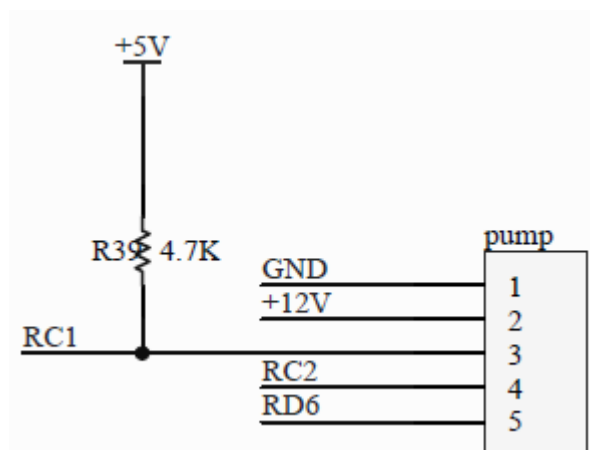 +5V
R39 4.7K
pump
GND 1
+12V 2
RC1 3
RC2 4
RD6 5